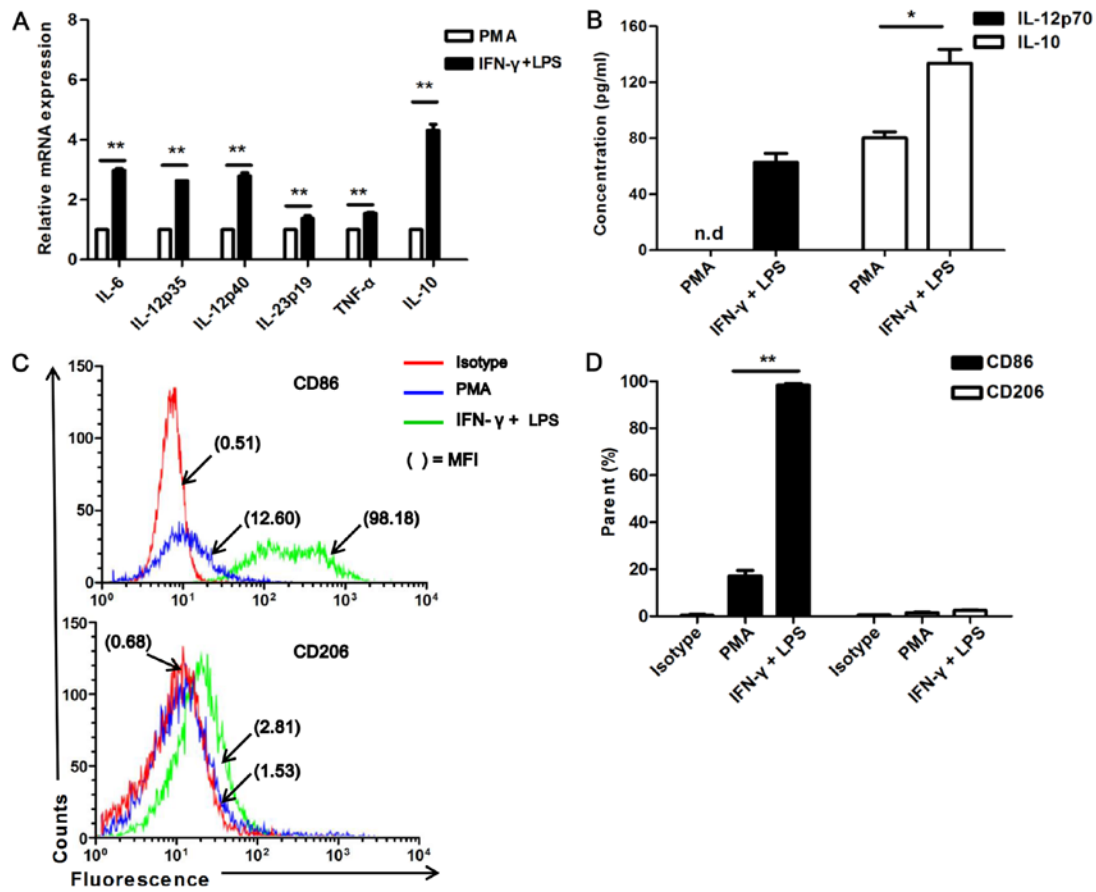 A
Relative mRNA expression
8
6
4
2
0
PMA
IFN-γ+LPS
**
**
**
**
**
**
IL-6
IL-12p35
IL-12p40
IL-23p19
TNF-α
IL-10
B
Concentration (pg/ml)
160
120
80
40
0
IL-12p70
IL-10
*
n.d
PMA
IFN-γ + LPS
PMA
IFN-γ + LPS
C
150
100
50
0
CD86
Isotype
PMA
IFN-γ + LPS
( ) = MFI
(0.51)
(12.60)
(98.18)
10⁰
10¹
10²
10³
10⁴
200
150
100
50
0
CD206
(0.68)
(2.81)
(1.53)
10⁰
10¹
10²
10³
10⁴
Counts
Fluorescence
D
Parent (%)
100
80
60
40
20
0
CD86
CD206
**
Isotype
PMA
IFN-γ + LPS
Isotype
PMA
IFN-γ + LPS